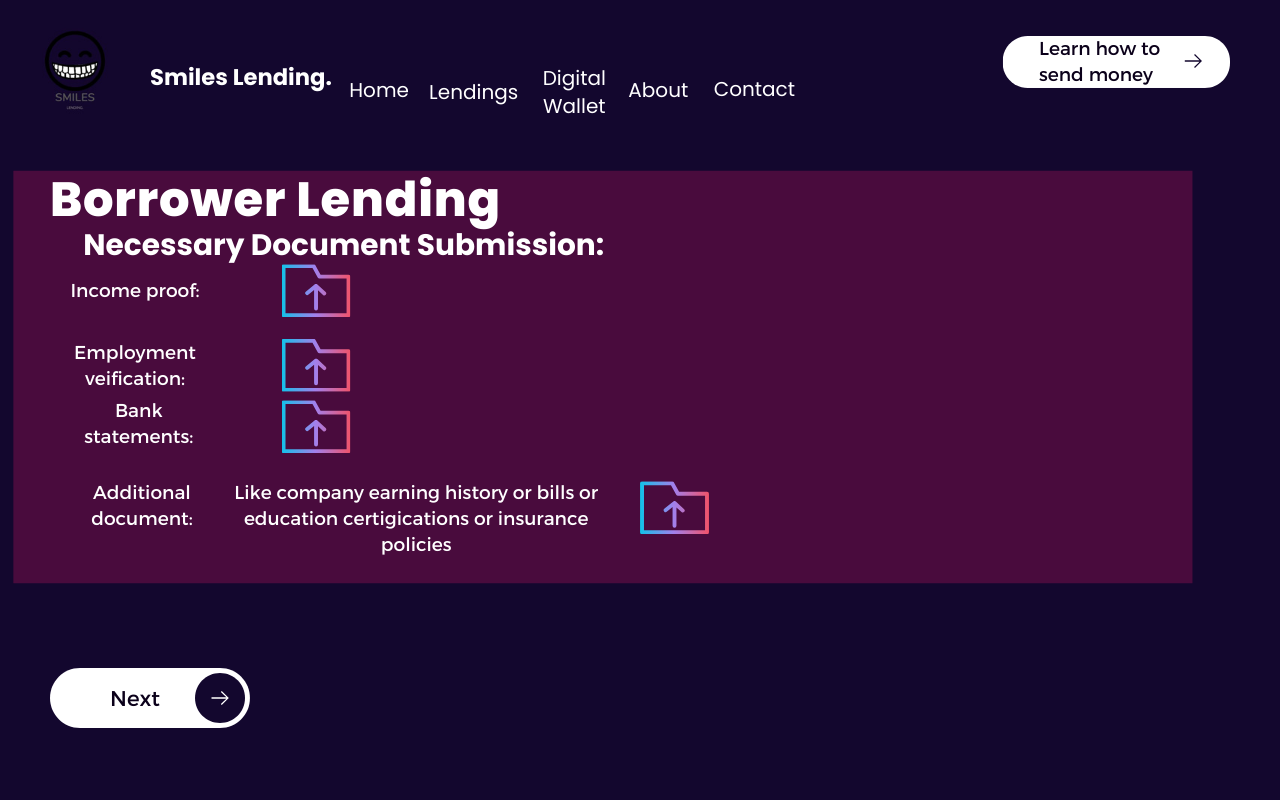 SMILES
LENDING
Smiles Lending.
Home
Lendings
Digital
Wallet
About
Contact
Learn how to
send money
Borrower Lending
Necessary Document Submission:
Income proof:
Employment
veification:
Bank
statements:
Additional
document:
Like company earning history or bills or
education certigications or insurance
policies
Next